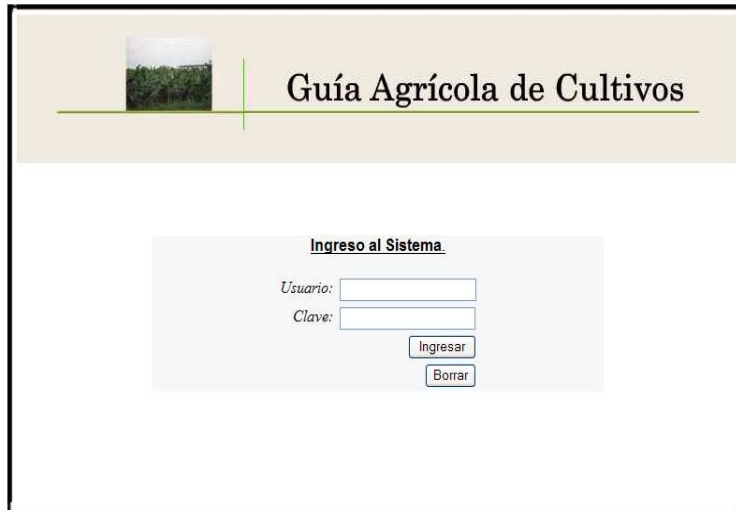 Guía Agrícola de Cultivos
Ingreso al Sistema.
Usuario:
Clave:
Ingresar
Borrar